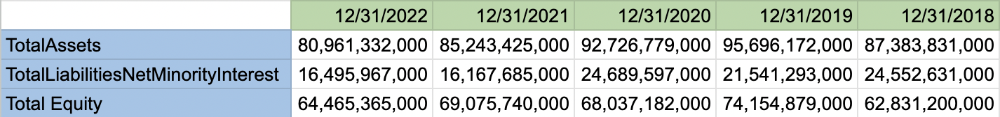 12/31/2022 12/31/2021 12/31/2020 12/31/2019 12/31/2018
TotalAssets 80,961,332,000 85,243,425,000 92,726,779,000 95,696,172,000 87,383,831,000
TotalLiabilitiesNetMinorityInterest 16,495,967,000 16,167,685,000 24,689,597,000 21,541,293,000 24,552,631,000
Total Equity 64,465,365,000 69,075,740,000 68,037,182,000 74,154,879,000 62,831,200,000